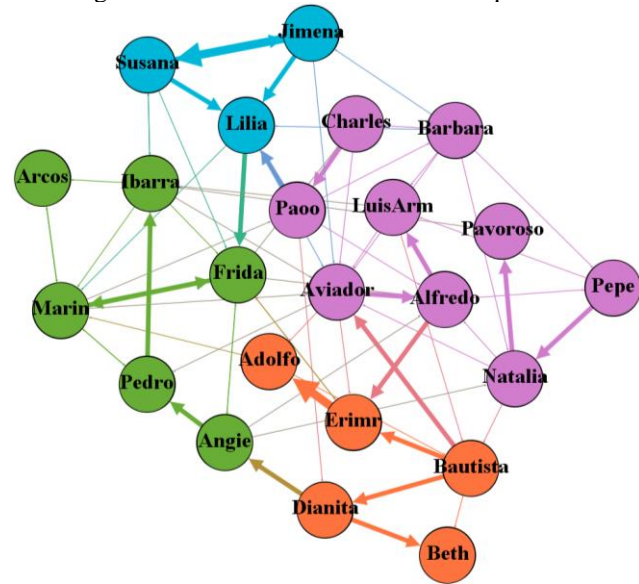 Jimena
Susana
Lilia
Charles
Barbara
Arcos
Ibarra
Paoo
LuisArm
Pavoroso
Frida
Aviador
Alfredo
Pepe
Marin
Adolfo
Pedro
Natalia
Angie
Erimr
Bautista
Dianita
Beth